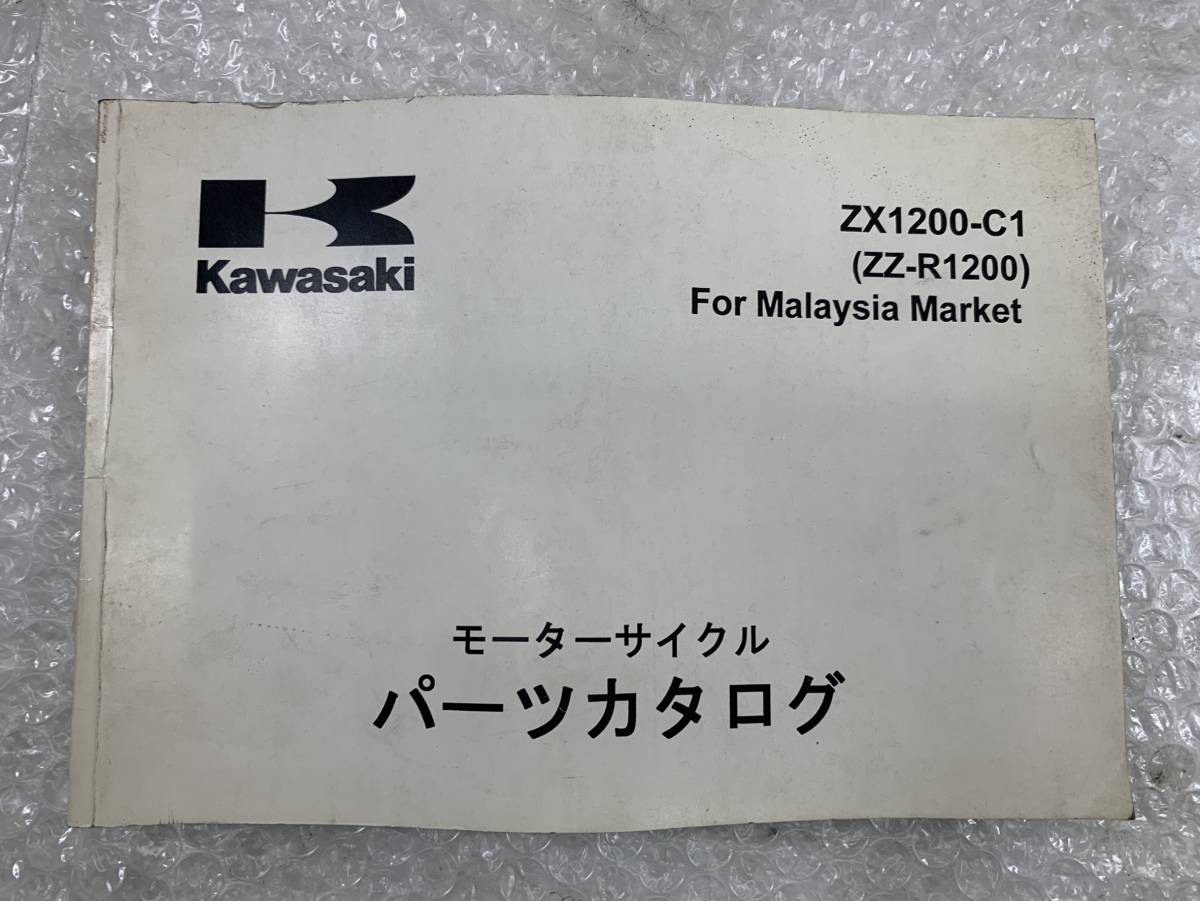 Kawasaki
ZX1200-C1
(ZZ-R1200)
For Malaysia Market
モーターサイクル
パーツカタログ